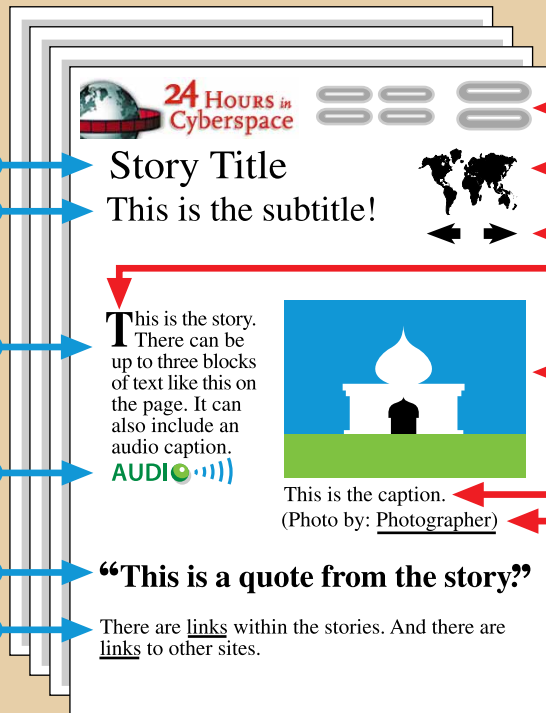 24 HOURS in
Cyberspace
Story Title
This is the subtitle!
This is the story.
There can be
up to three blocks
of text like this on
the page. It can
also include an
audio caption.
AUDIO
This is the caption.
(Photo by: Photographer)
“This is a quote from the story.”
There are links within the stories. And there are
links to other sites.